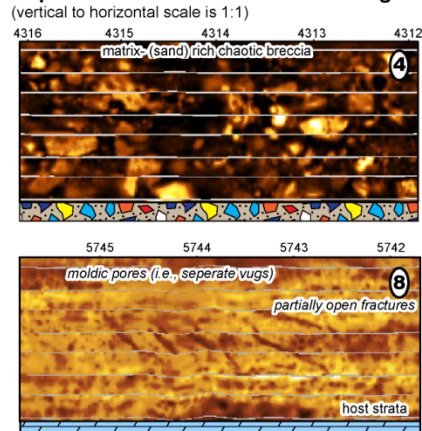 (vertical to horizontal scale is 1:1)
4316 4315 4314 4313 4312
matrix- (sand) rich chaotic breccia
4
5745 5744 5743 5742
moldic pores (i.e., seperate vugs)
8
partially open fractures
host strata